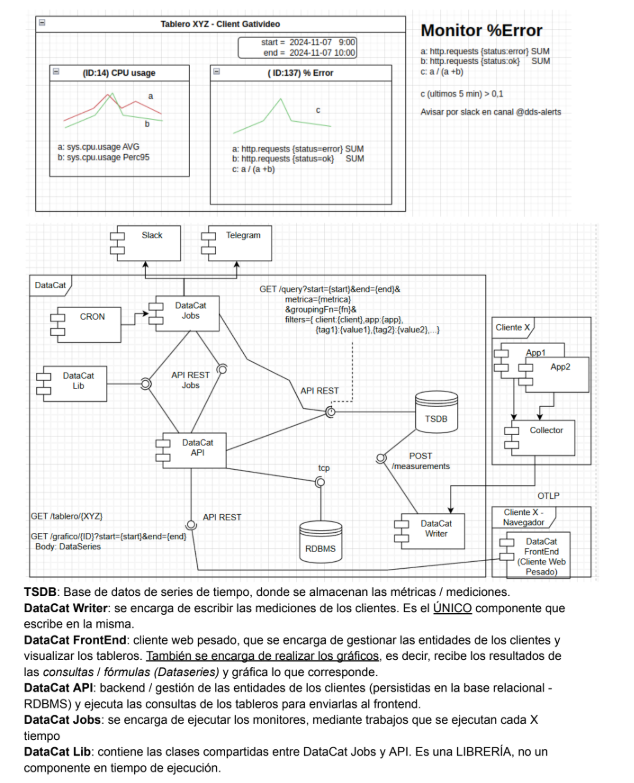 Tablero XYZ - Client Gativideo
start = 2024-11-07 9:00
end = 2024-11-07 10:00
(ID:14) CPU usage
a
b
a: sys.cpu.usage AVG
b: sys.cpu.usage Perc95
( ID:137) % Error
c
a: http.requests {status=error} SUM
b: http.requests {status=ok} SUM
c: a / (a +b)
Monitor %Error
a: http.requests {status:error} SUM
b: http.requests {status:ok} SUM
c: a / (a +b)
c (ultimos 5 min) > 0,1
Avisar por slack en canal @dds-alerts
Slack
Telegram
DataCat
CRON
DataCat
Jobs
GET /query?start={start}&end={end}&
metrica={metrica}
&groupingFn={fn}&
filters={ client:{client},app:{app},
{tag1}:{value1},{tag2}:{value2},...}
Cliente X
App1
App2
DataCat
Lib
API REST
Jobs
API REST
TSDB
Collector
DataCat
API
POST
/measurements
tcp
OTLP
GET /tablero/{XYZ}
API REST
GET /grafico/{ID}?start={start}&end={end}
Body: DataSeries
RDBMS
DataCat
Writer
Cliente X -
Navegador
DataCat
FrontEnd
(Cliente Web
Pesado)
TSDB: Base de datos de series de tiempo, donde se almacenan las métricas / mediciones.
DataCat Writer: se encarga de escribir las mediciones de los clientes. Es el ÚNICO componente que
escribe en la misma.
DataCat FrontEnd: cliente web pesado, que se encarga de gestionar las entidades de los clientes y
visualizar los tableros. También se encarga de realizar los gráficos, es decir, recibe los resultados de
las consultas / fórmulas (Dataseries) y gráfica lo que corresponde.
DataCat API: backend / gestión de las entidades de los clientes (persistidas en la base relacional -
RDBMS) y ejecuta las consultas de los tableros para enviarlas al frontend.
DataCat Jobs: se encarga de ejecutar los monitores, mediante trabajos que se ejecutan cada X
tiempo
DataCat Lib: contiene las clases compartidas entre DataCat Jobs y API. Es una LIBRERÍA, no un
componente en tiempo de ejecución.